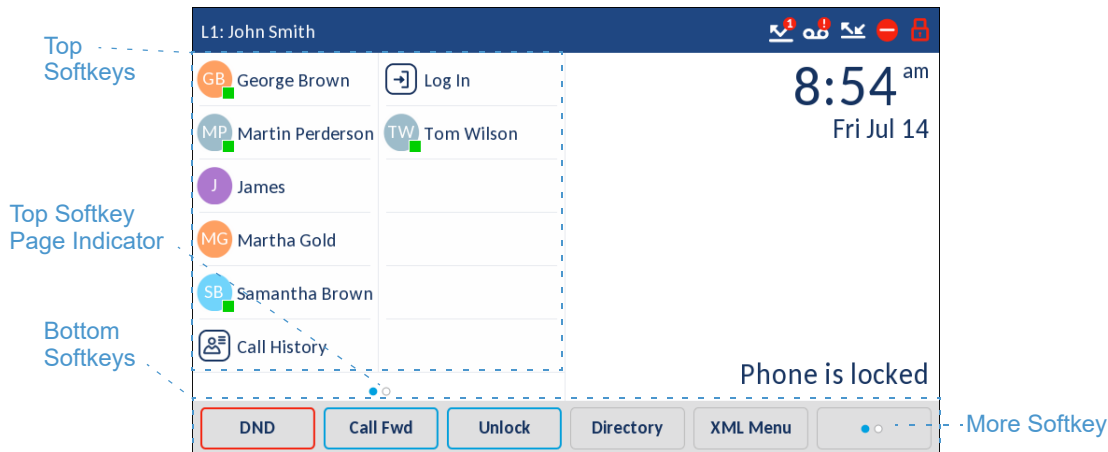 L1: John Smith
1
!
Top
Softkeys
GB George Brown
Log In
8:54 am
Fri Jul 14
MP Martin Perderson
TW Tom Wilson
J James
Top Softkey
Page Indicator
MG Martha Gold
SB Samantha Brown
Bottom
Softkeys
Call History
Phone is locked
DND
Call Fwd
Unlock
Directory
XML Menu
More Softkey